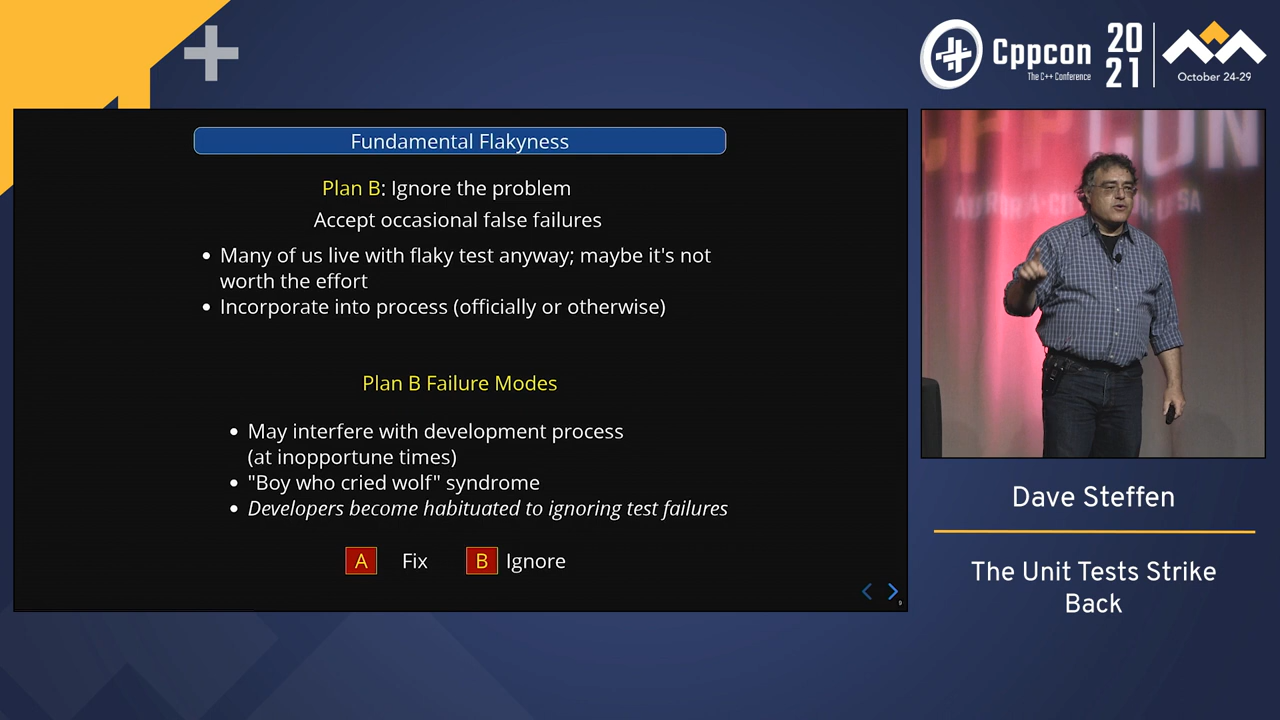 Cppcon
The C++ Conference
20
21
October 24-29
Fundamental Flakyness
Plan B: Ignore the problem
Accept occasional false failures
Many of us live with flaky test anyway; maybe it's not
worth the effort
Incorporate into process (officially or otherwise)
Plan B Failure Modes
May interfere with development process
(at inopportune times)
"Boy who cried wolf" syndrome
Developers become habituated to ignoring test failures
A Fix B Ignore
9
CPPCON
Dave Steffen
The Unit Tests Strike
Back